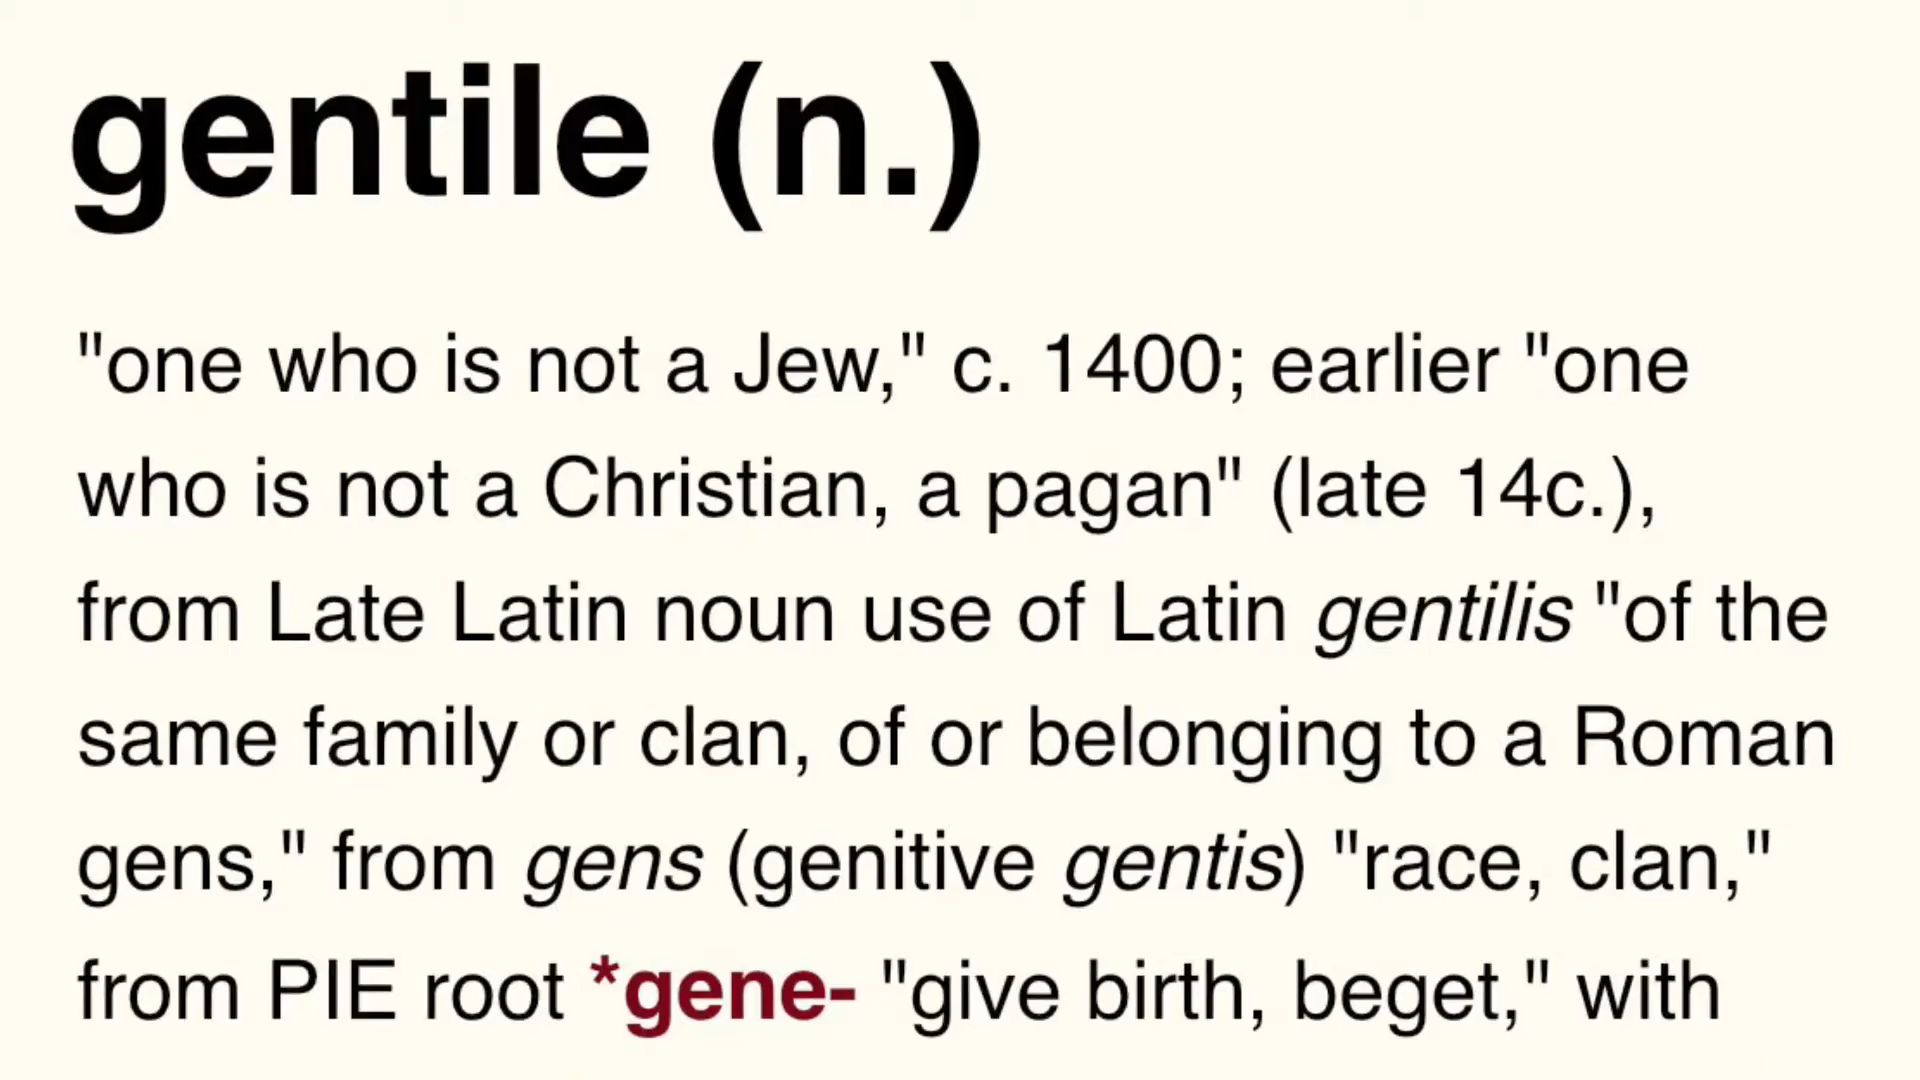 gentile (n.)
"one who is not a Jew," c. 1400; earlier "one
who is not a Christian, a pagan" (late 14c.),
from Late Latin noun use of Latin gentilis "of the
same family or clan, of or belonging to a Roman
gens," from gens (genitive gentis) "race, clan,"
from PIE root *gene- "give birth, beget," with